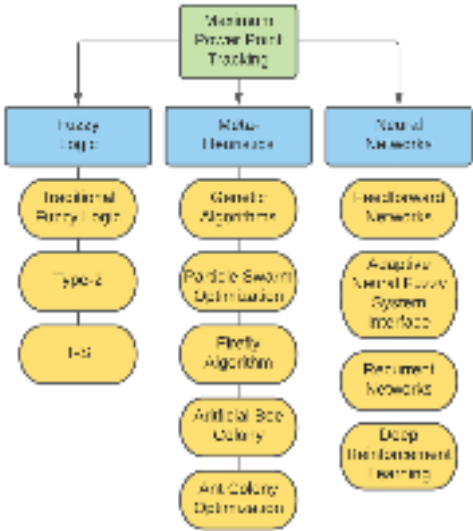 Maximum
Power Point
Tracking
Fuzzy
Logic
Meta-
Heuristics
Neural
Networks
Traditional
Fuzzy Logic
Type-2
T-S
Genetic
Algorithms
Particle Swarm
Optimization
Firefly
Algorithm
Artificial Bee
Colony
Ant Colony
Optimization
Feedforward
Networks
Adaptive
Neural Fuzzy
System
Interface
Recurrent
Networks
Deep
Reinforcement
Learning